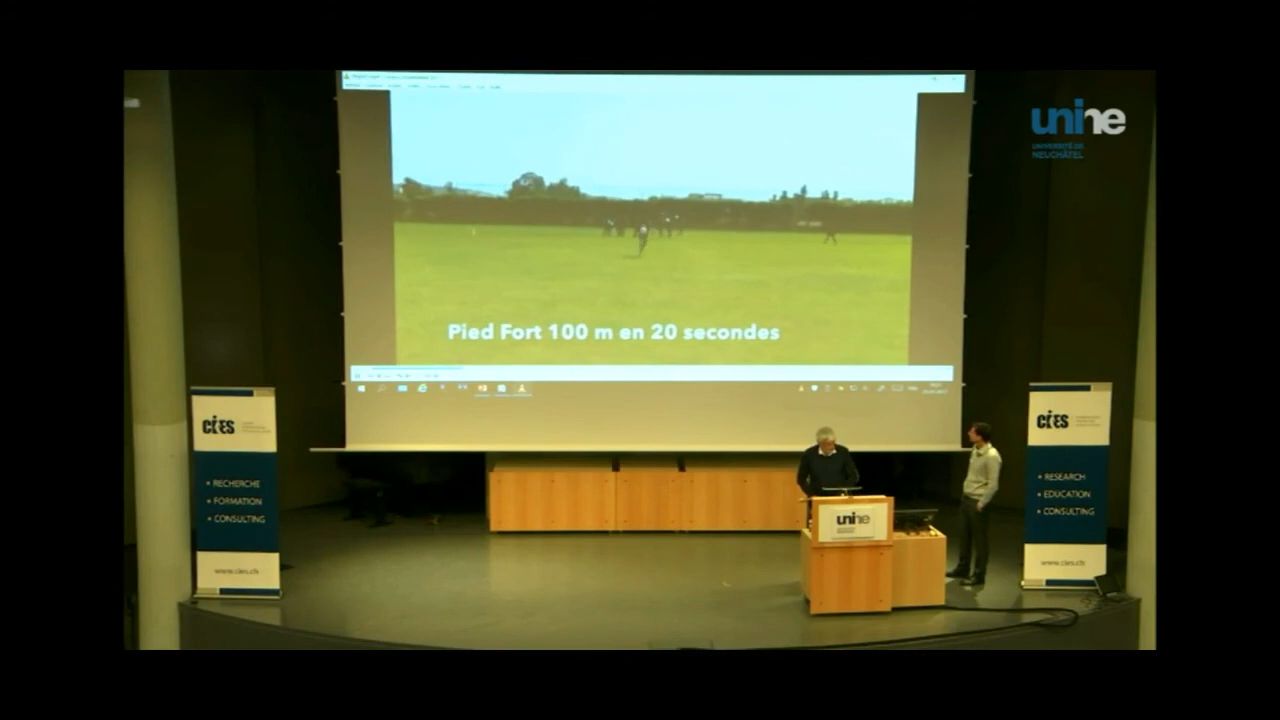 unine
UNIVERSITÉ DE
NEUCHÂTEL
Pied Fort 100 m en 20 secondes
CIES
• RECHERCHE
• FORMATION
• CONSULTING
www.cies.ch
unine
CIES
• RESEARCH
• EDUCATION
• CONSULTING
www.cies.ch